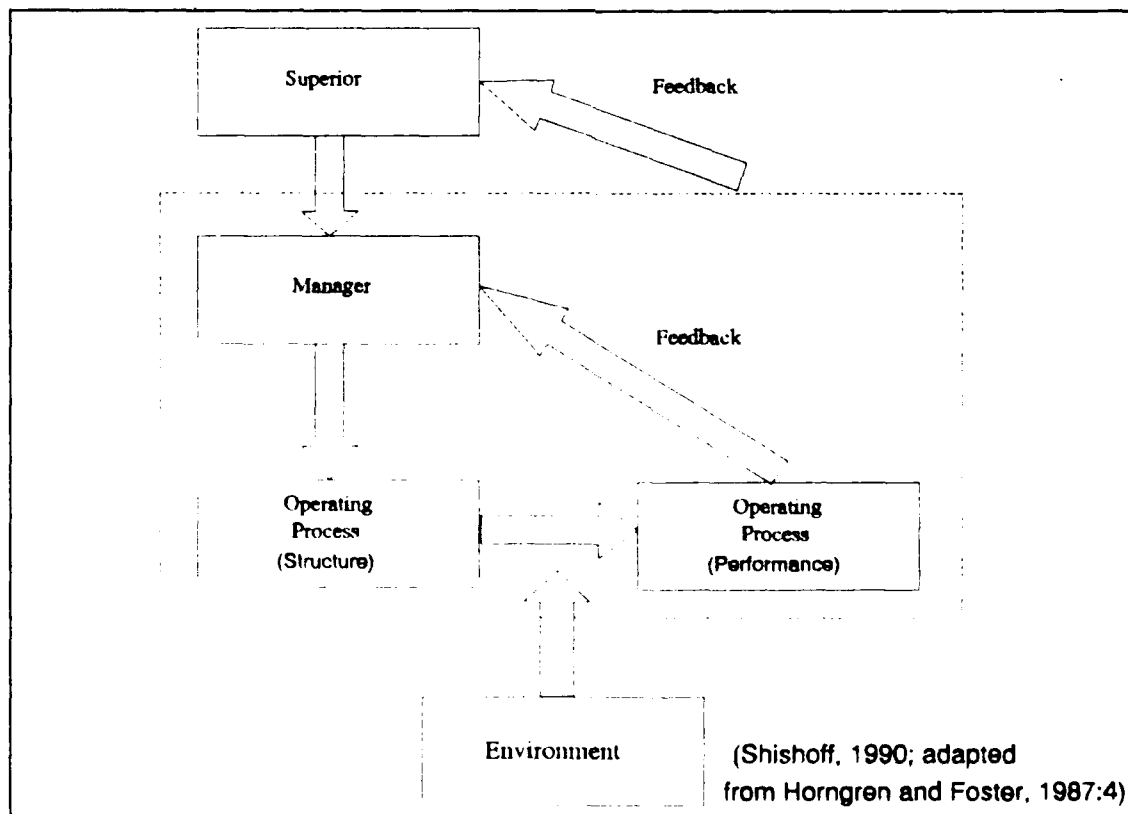 Superior
Feedback
Manager
Feedback
Operating
Process
(Structure)
Operating
Process
(Performance)
Environment
(Shishoff, 1990; adapted
from Horngren and Foster, 1987:4)